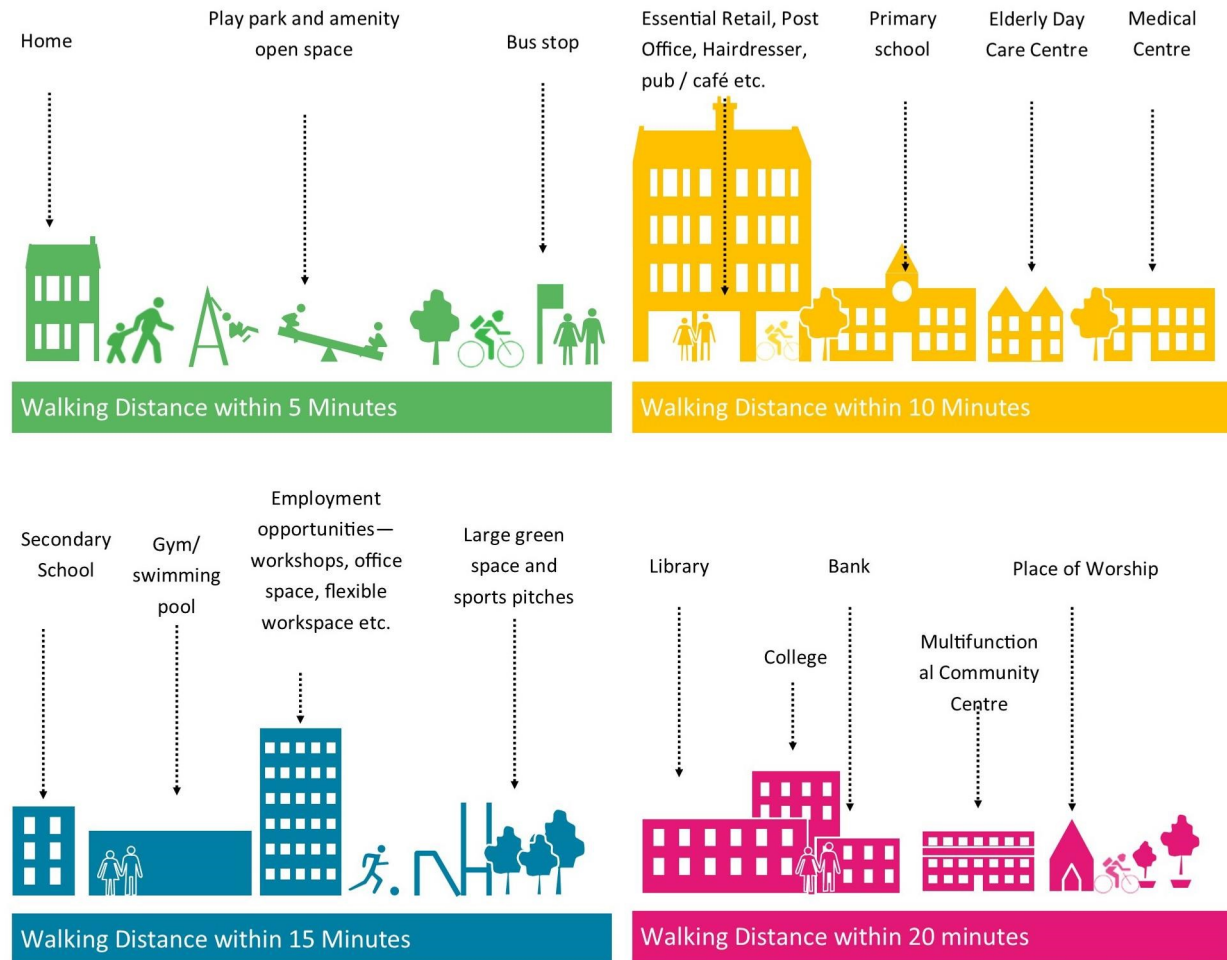 Home
Play park and amenity
open space
Bus stop
Walking Distance within 5 Minutes
Essential Retail, Post
Office, Hairdresser,
pub / café etc.
Primary
school
Elderly Day
Care Centre
Medical
Centre
Walking Distance within 10 Minutes
Secondary
School
Gym/
swimming
pool
Employment
opportunities—
workshops, office
space, flexible
workspace etc.
Large green
space and
sports pitches
Walking Distance within 15 Minutes
Library
College
Bank
Multifunction
al Community
Centre
Place of Worship
Walking Distance within 20 minutes